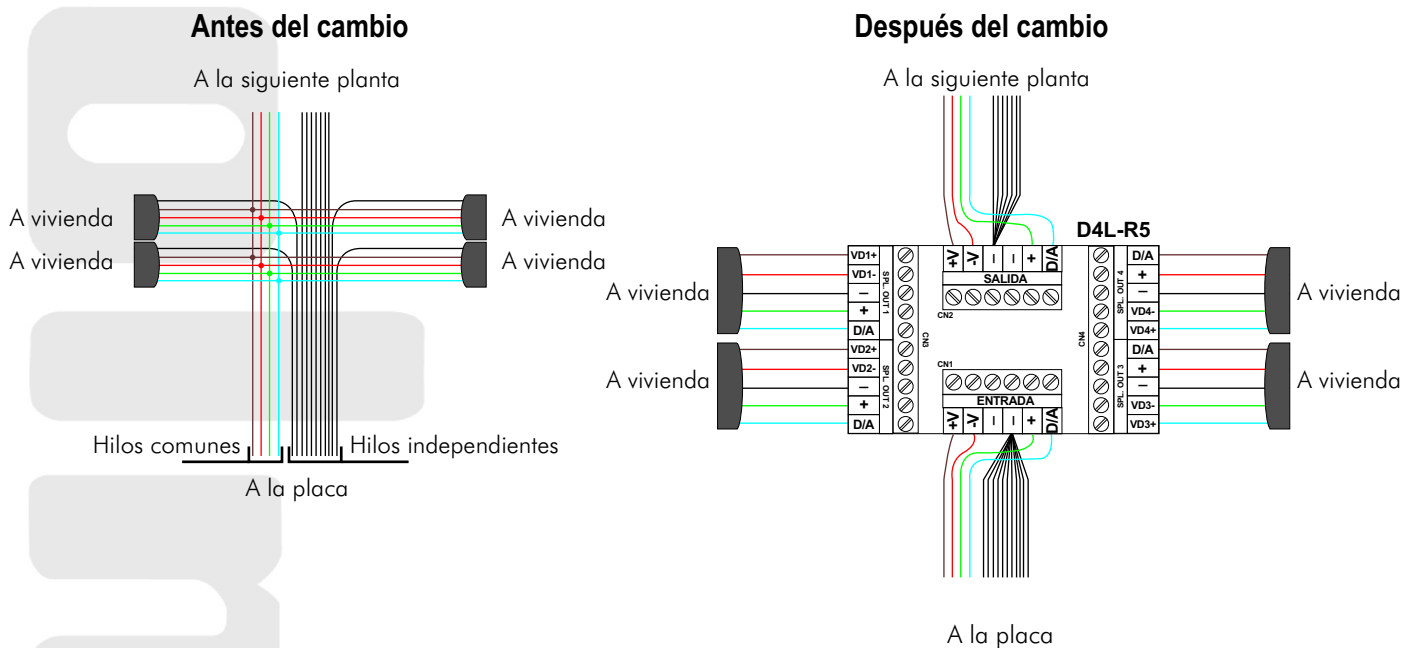 Antes del cambio
A la siguiente planta
A vivienda
A vivienda
A vivienda
A vivienda
Hilos comunes
Hilos independientes
A la placa
Después del cambio
A la siguiente planta
D4L-R5
+V
-V
–
–
+
D/A
SALIDA
CN2
VD1+
VD1-
–
+
D/A
SPL. OUT 1
VD2+
VD2-
–
+
D/A
SPL. OUT 2
CN3
A vivienda
A vivienda
D/A
+
–
VD4-
VD4+
SPL. OUT 4
D/A
+
–
VD3-
VD3+
SPL. OUT 3
CN4
A vivienda
A vivienda
CN1
ENTRADA
+V
-V
–
–
+
D/A
A la placa